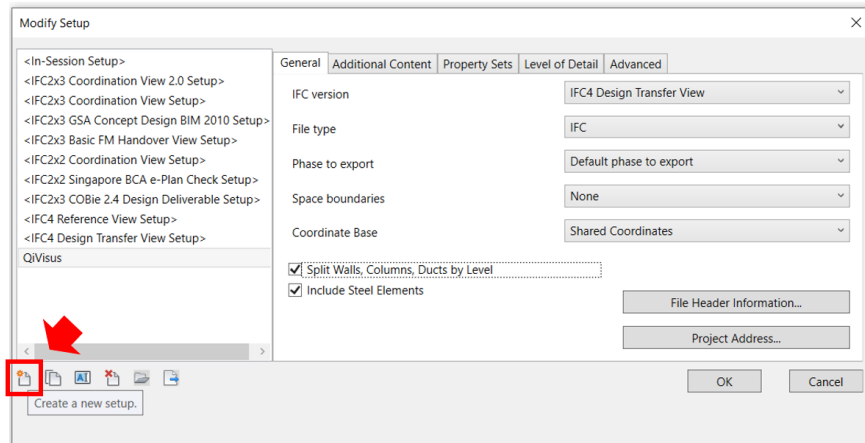 Modify Setup
<In-Session Setup>
<IFC2x3 Coordination View 2.0 Setup>
<IFC2x3 Coordination View Setup>
<IFC2x3 GSA Concept Design BIM 2010 Setup>
<IFC2x3 Basic FM Handover View Setup>
<IFC2x2 Coordination View Setup>
<IFC2x2 Singapore BCA e-Plan Check Setup>
<IFC2x3 COBie 2.4 Design Deliverable Setup>
<IFC4 Reference View Setup>
<IFC4 Design Transfer View Setup>
QiVisus
General Additional Content Property Sets Level of Detail Advanced
IFC version IFC4 Design Transfer View
File type IFC
Phase to export Default phase to export
Space boundaries None
Coordinate Base Shared Coordinates
Split Walls, Columns, Ducts by Level
Include Steel Elements
File Header Information...
Project Address...
AI
Create a new setup.
OK Cancel